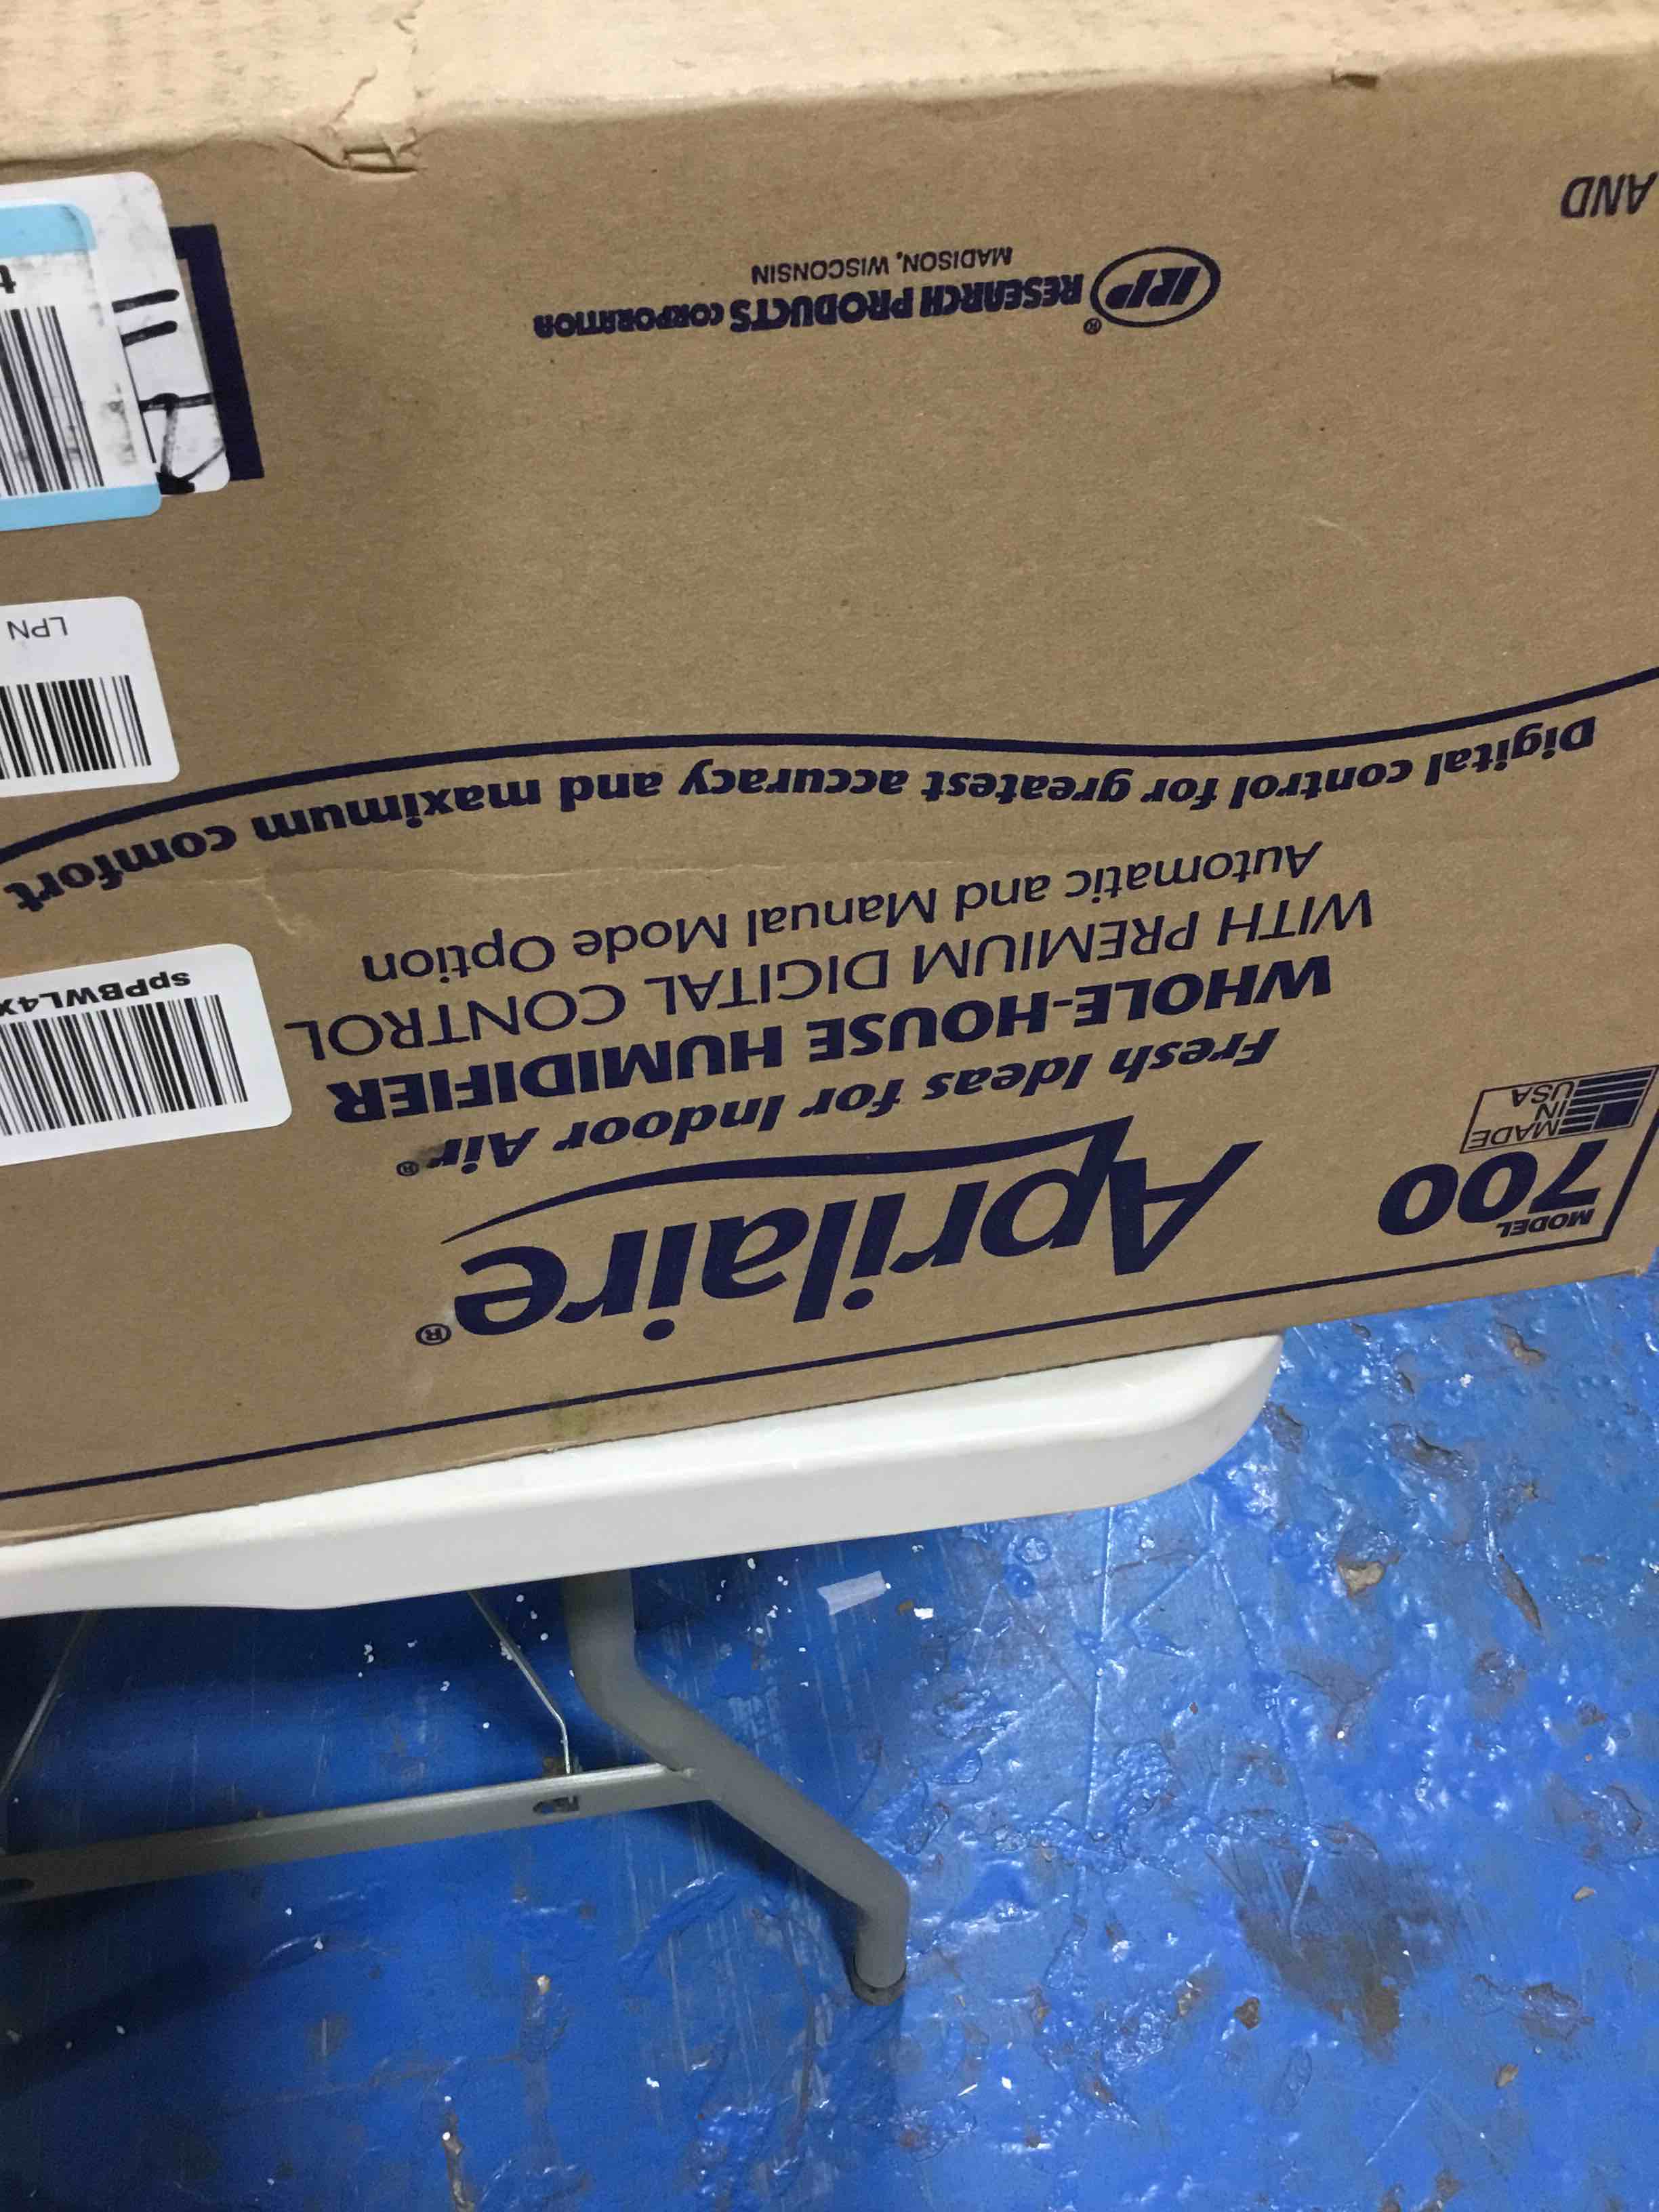 MODEL
700
MADE
IN
USA
Aprilaire®
Fresh Ideas for Indoor Air®
WHOLE-HOUSE HUMIDIFIER
WITH PREMIUM DIGITAL CONTROL
Automatic and Manual Mode Option
Digital control for greatest accuracy and maximum comfort
spPBWL4x
LPN
RP RESEARCH PRODUCTS CORPORATION
®
MADISON, WISCONSIN
AND